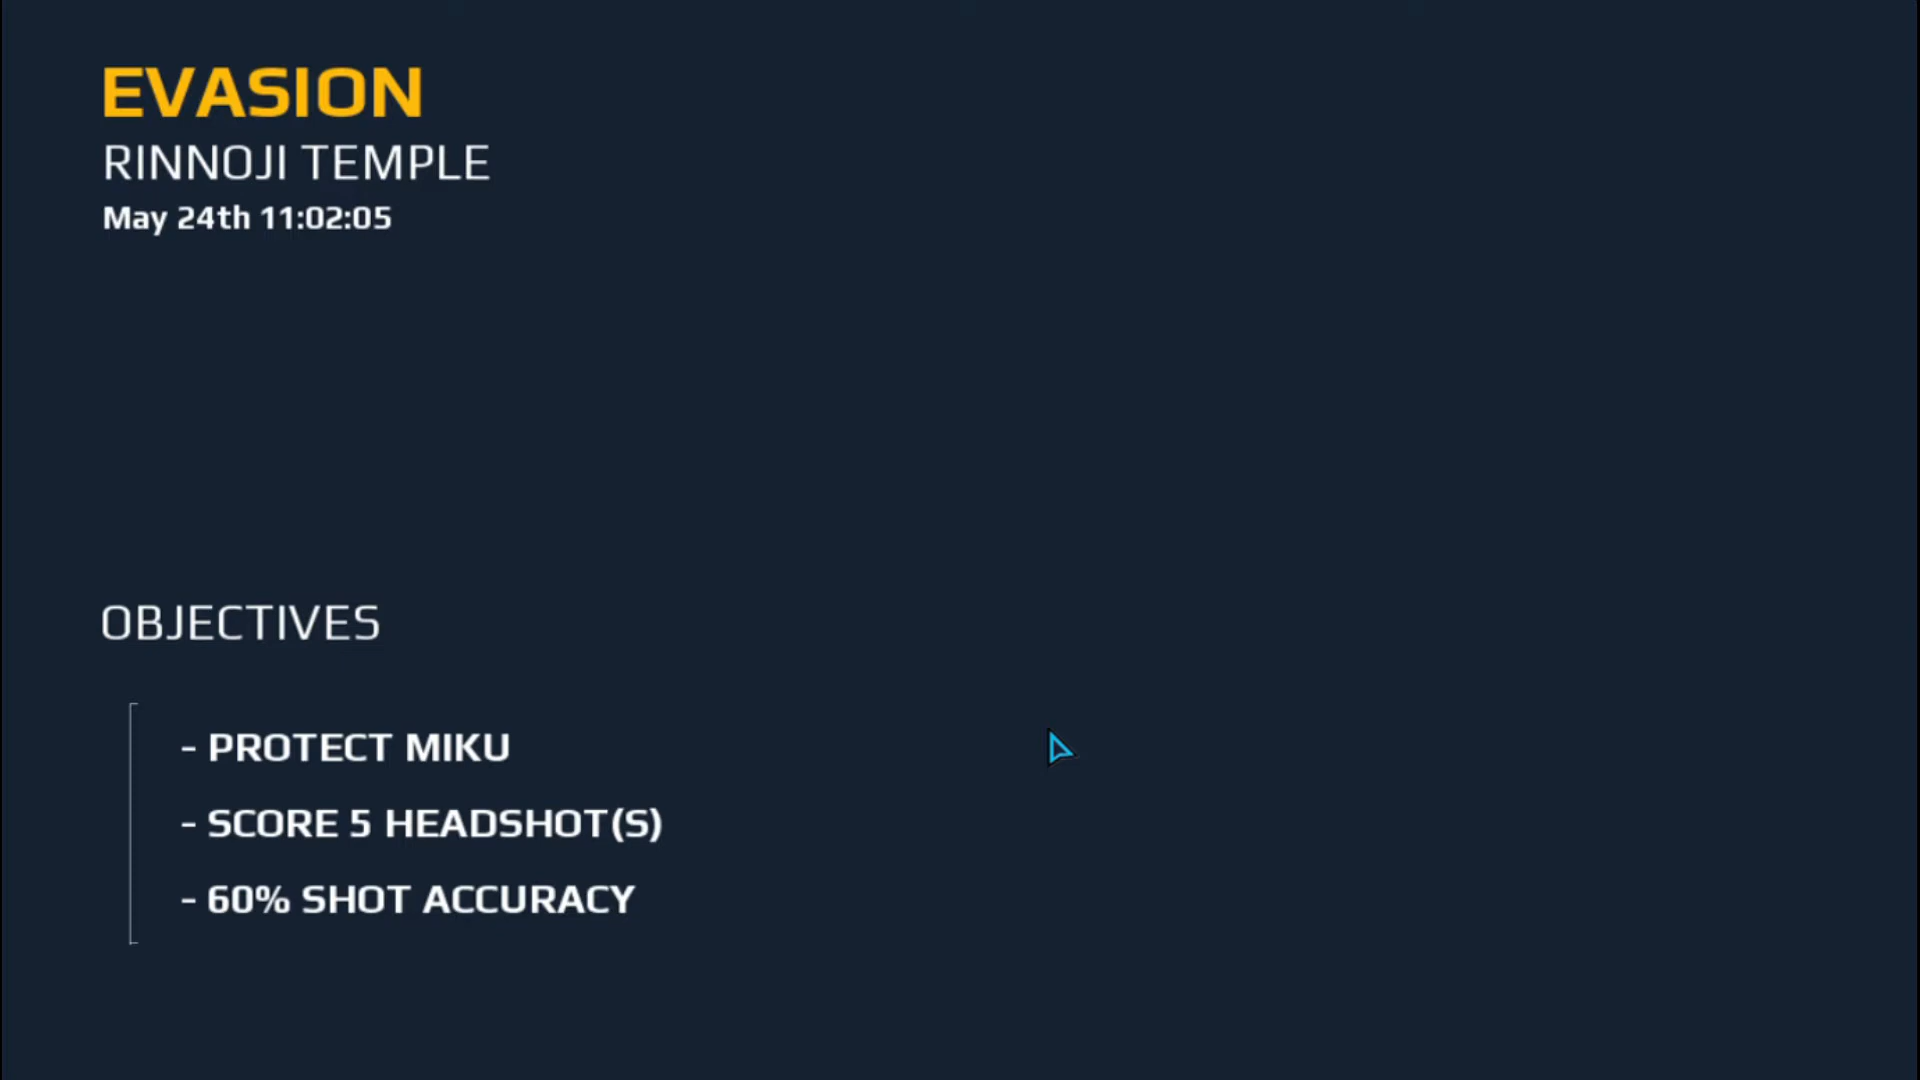 EVASION
RINNOJI TEMPLE
May 24th 11:02:05
OBJECTIVES
- PROTECT MIKU
- SCORE 5 HEADSHOT(S)
- 60% SHOT ACCURACY